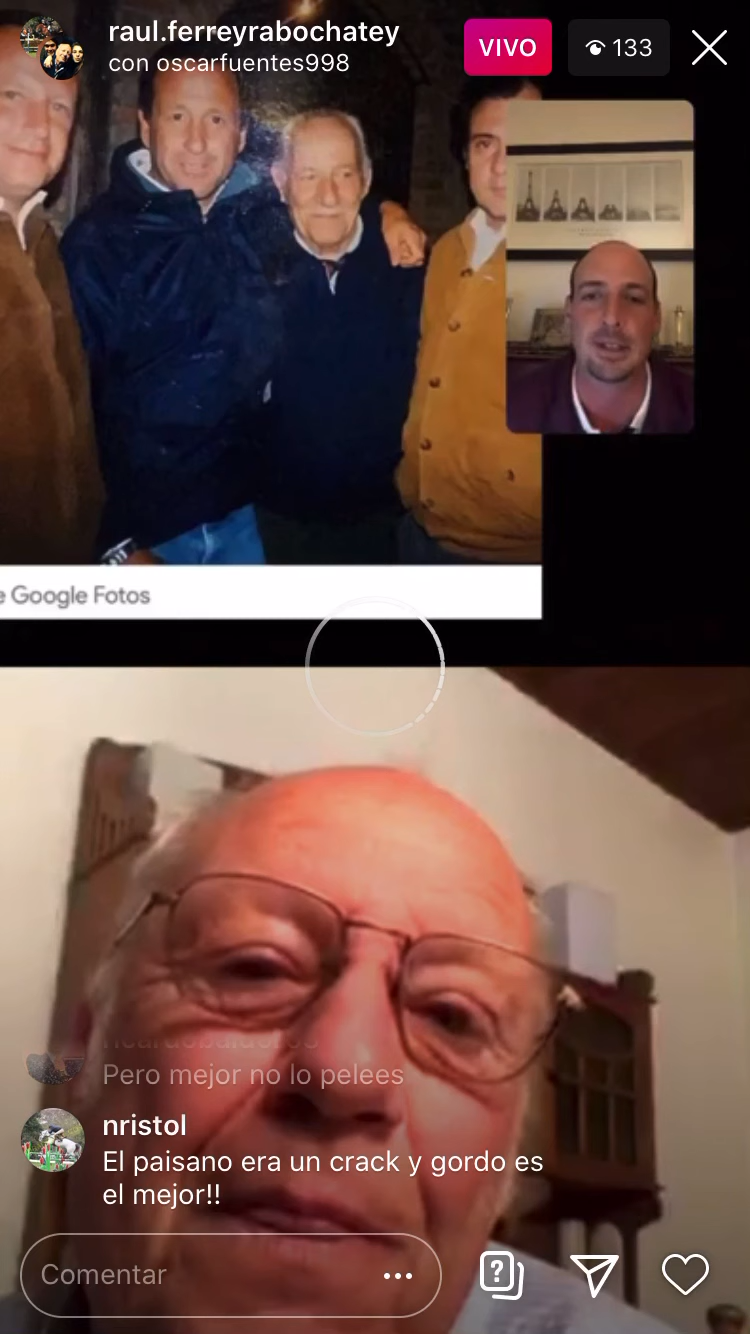 raul.ferreyrabochatey
con oscarfuentes998
VIVO
133
e Google Fotos
Pero mejor no lo pelees
nristol
El paisano era un crack y gordo es
el mejor!!
Comentar